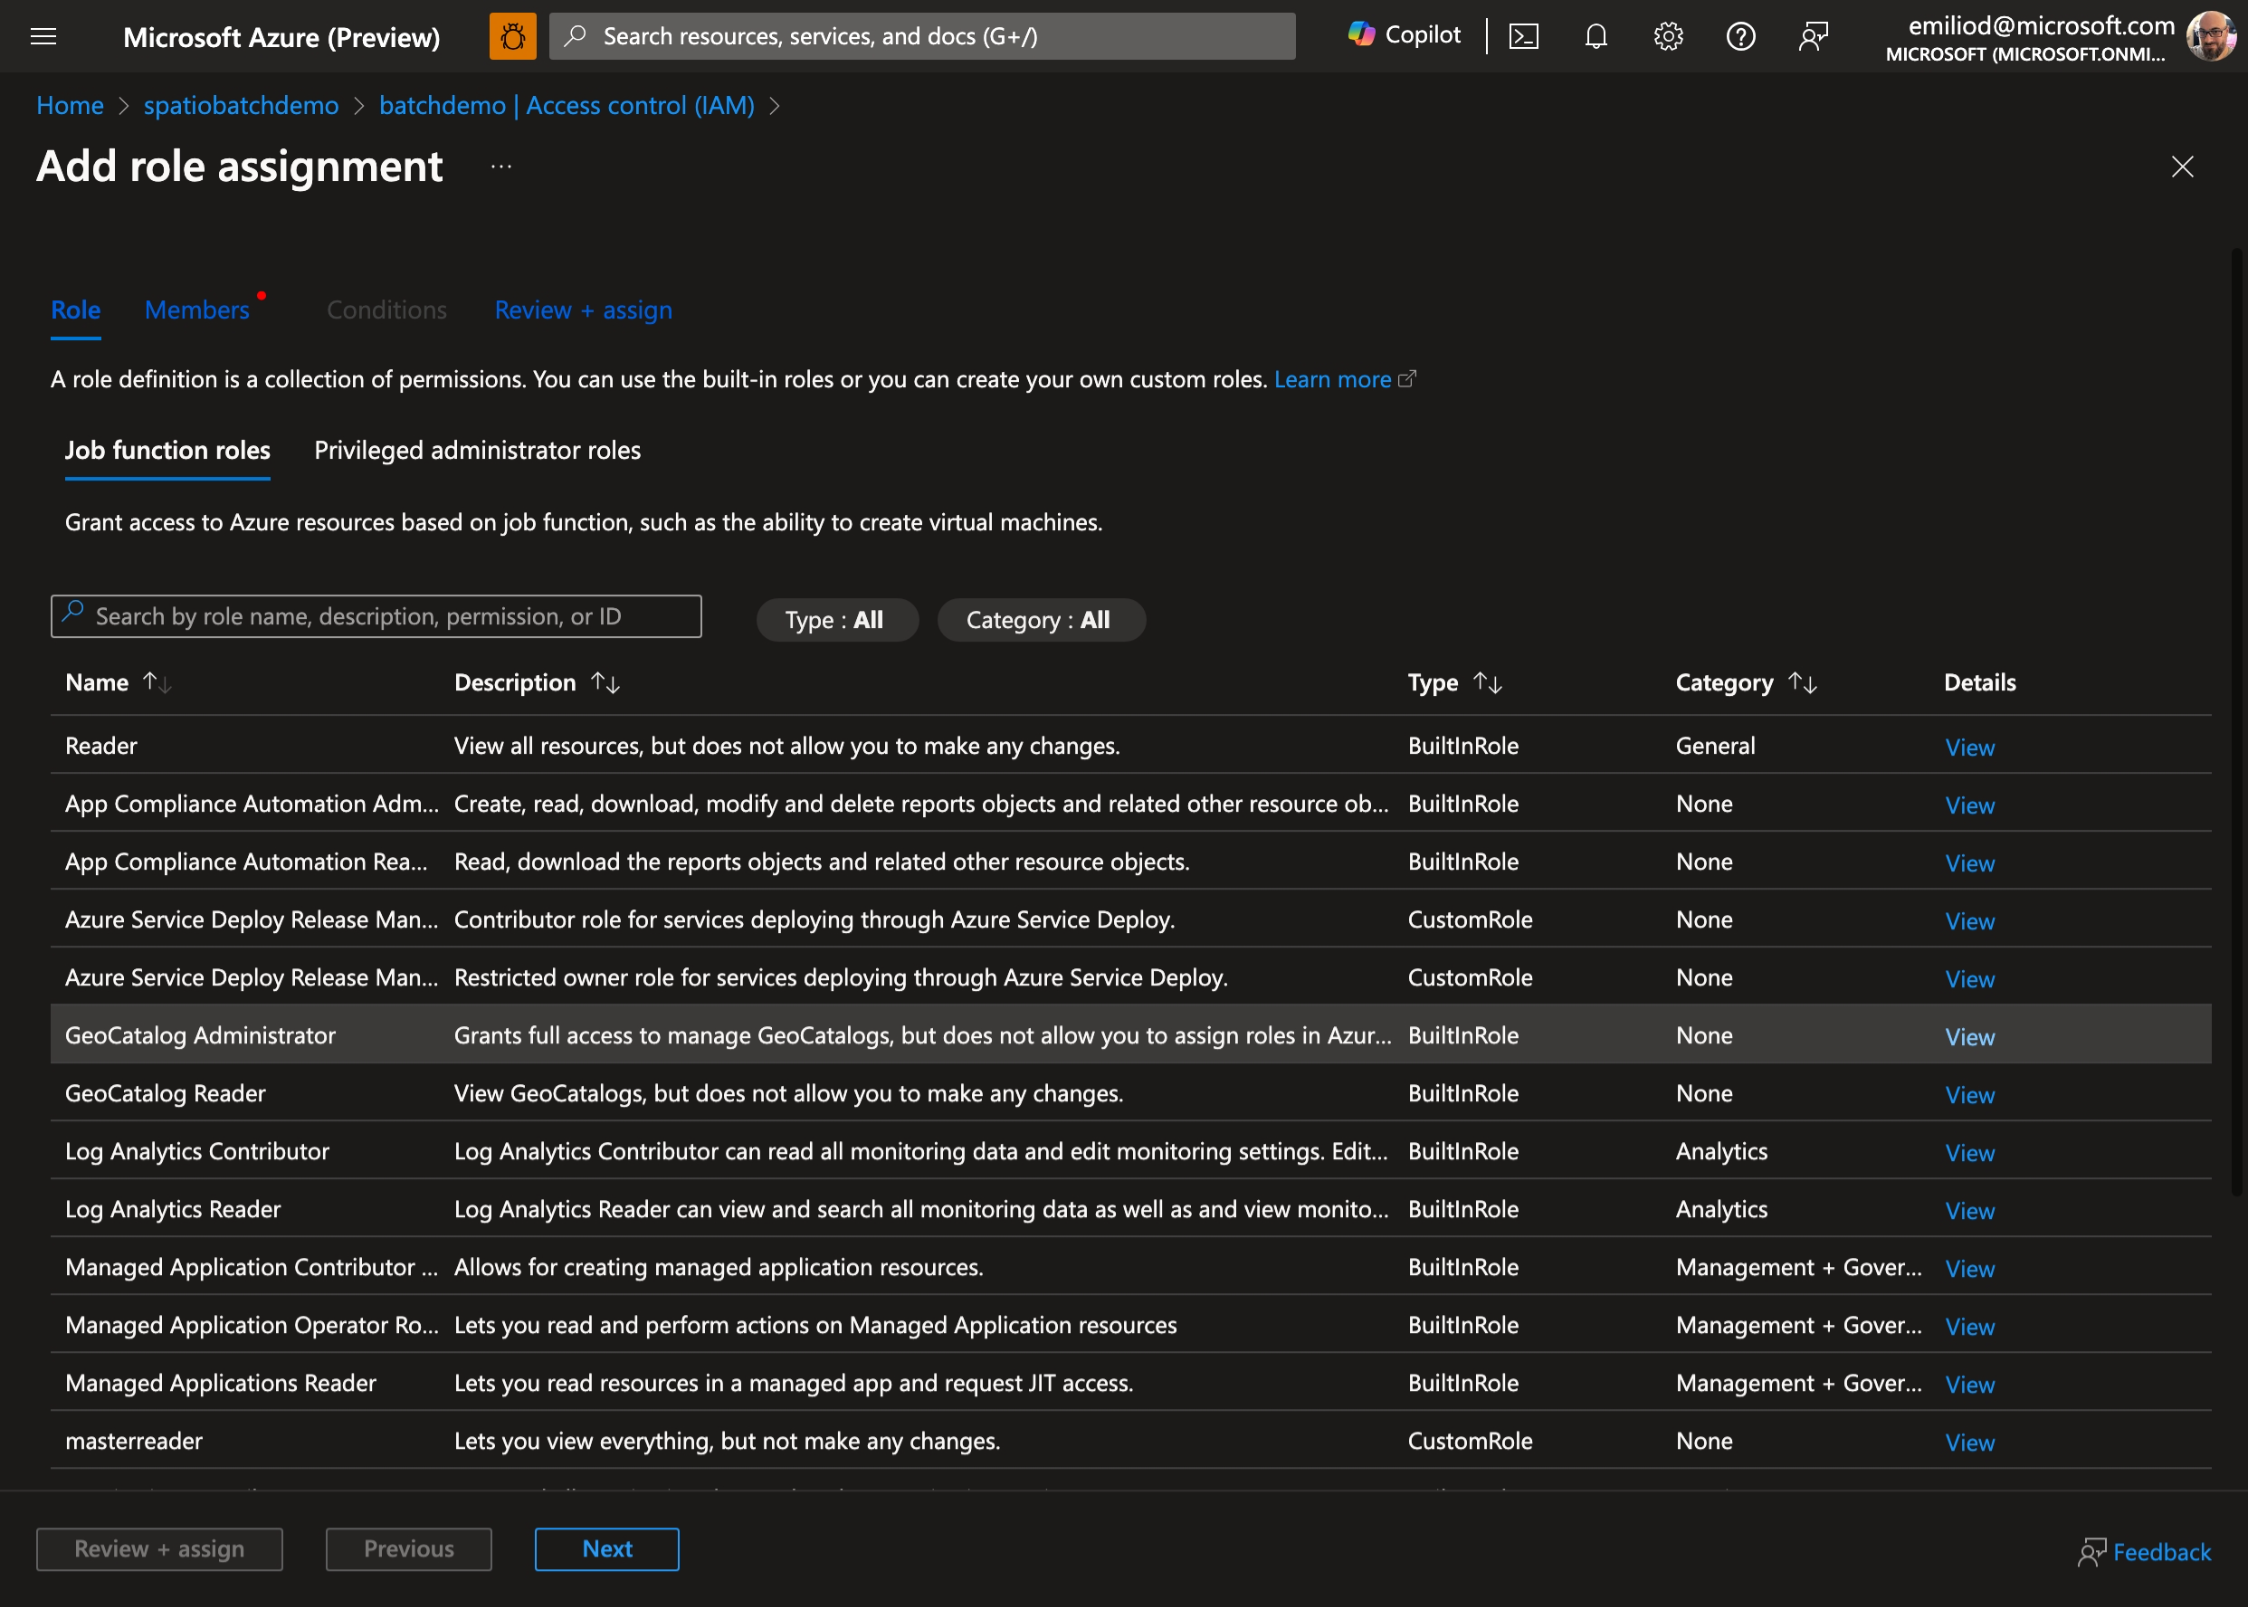 Microsoft Azure (Preview)
Search resources, services, and docs (G+/)
Copilot
emiliod@microsoft.com
MICROSOFT (MICROSOFT.ONMI...
Home > spatiobatchdemo > batchdemo | Access control (IAM) >
Add role assignment ...
Role Members Conditions Review + assign
A role definition is a collection of permissions. You can use the built-in roles or you can create your own custom roles. Learn more
Job function roles Privileged administrator roles
Grant access to Azure resources based on job function, such as the ability to create virtual machines.
Search by role name, description, permission, or ID Type : All Category : All
Name Description Type Category Details
Reader View all resources, but does not allow you to make any changes. BuiltInRole General View
App Compliance Automation Adm... Create, read, download, modify and delete reports objects and related other resource ob... BuiltInRole None View
App Compliance Automation Rea... Read, download the reports objects and related other resource objects. BuiltInRole None View
Azure Service Deploy Release Man... Contributor role for services deploying through Azure Service Deploy. CustomRole None View
Azure Service Deploy Release Man... Restricted owner role for services deploying through Azure Service Deploy. CustomRole None View
GeoCatalog Administrator Grants full access to manage GeoCatalogs, but does not allow you to assign roles in Azur... BuiltInRole None View
GeoCatalog Reader View GeoCatalogs, but does not allow you to make any changes. BuiltInRole None View
Log Analytics Contributor Log Analytics Contributor can read all monitoring data and edit monitoring settings. Edit... BuiltInRole Analytics View
Log Analytics Reader Log Analytics Reader can view and search all monitoring data as well as and view monito... BuiltInRole Analytics View
Managed Application Contributor ... Allows for creating managed application resources. BuiltInRole Management + Gover... View
Managed Application Operator Ro... Lets you read and perform actions on Managed Application resources BuiltInRole Management + Gover... View
Managed Applications Reader Lets you read resources in a managed app and request JIT access. BuiltInRole Management + Gover... View
masterreader Lets you view everything, but not make any changes. CustomRole None View
Review + assign Previous Next Feedback